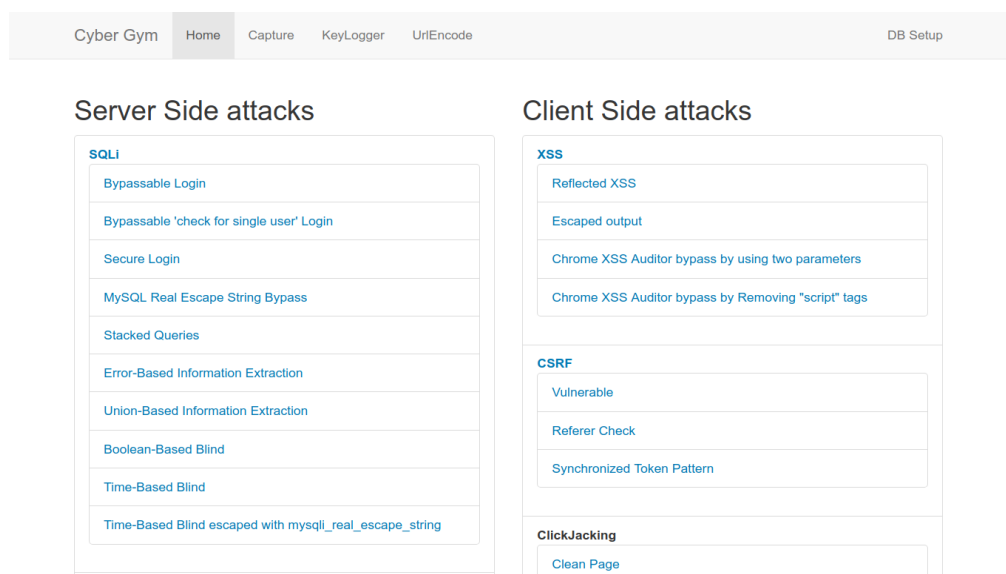 Cyber Gym Home Capture KeyLogger UrlEncode DB Setup
Server Side attacks
SQLi
Bypassable Login
Bypassable 'check for single user' Login
Secure Login
MySQL Real Escape String Bypass
Stacked Queries
Error-Based Information Extraction
Union-Based Information Extraction
Boolean-Based Blind
Time-Based Blind
Time-Based Blind escaped with mysqli_real_escape_string
Client Side attacks
XSS
Reflected XSS
Escaped output
Chrome XSS Auditor bypass by using two parameters
Chrome XSS Auditor bypass by Removing "script" tags
CSRF
Vulnerable
Referer Check
Synchronized Token Pattern
ClickJacking
Clean Page